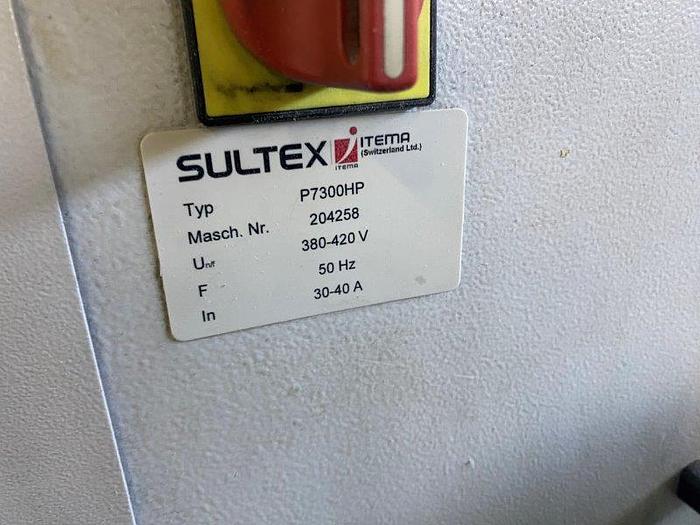 SULTEX ITEMA
(Switzerland Ltd.)
ITEMA
Typ P7300HP
Masch. Nr. 204258
Un/f 380-420 V
F 50 Hz
In 30-40 A